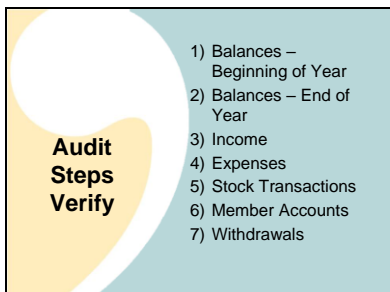 Audit
Steps
Verify
1) Balances –
Beginning of Year
2) Balances – End of
Year
3) Income
4) Expenses
5) Stock Transactions
6) Member Accounts
7) Withdrawals